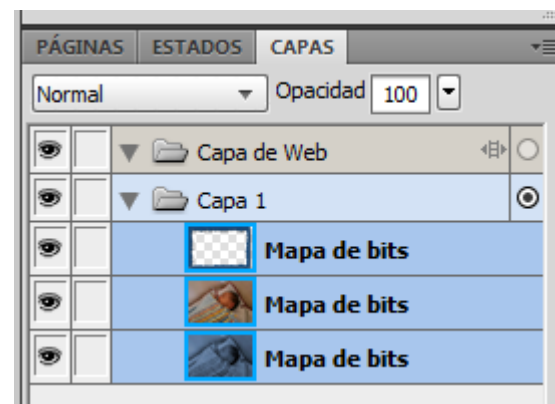 PÁGINAS ESTADOS CAPAS
Normal Opacidad 100
Capa de Web
Capa 1
Mapa de bits
Mapa de bits
Mapa de bits